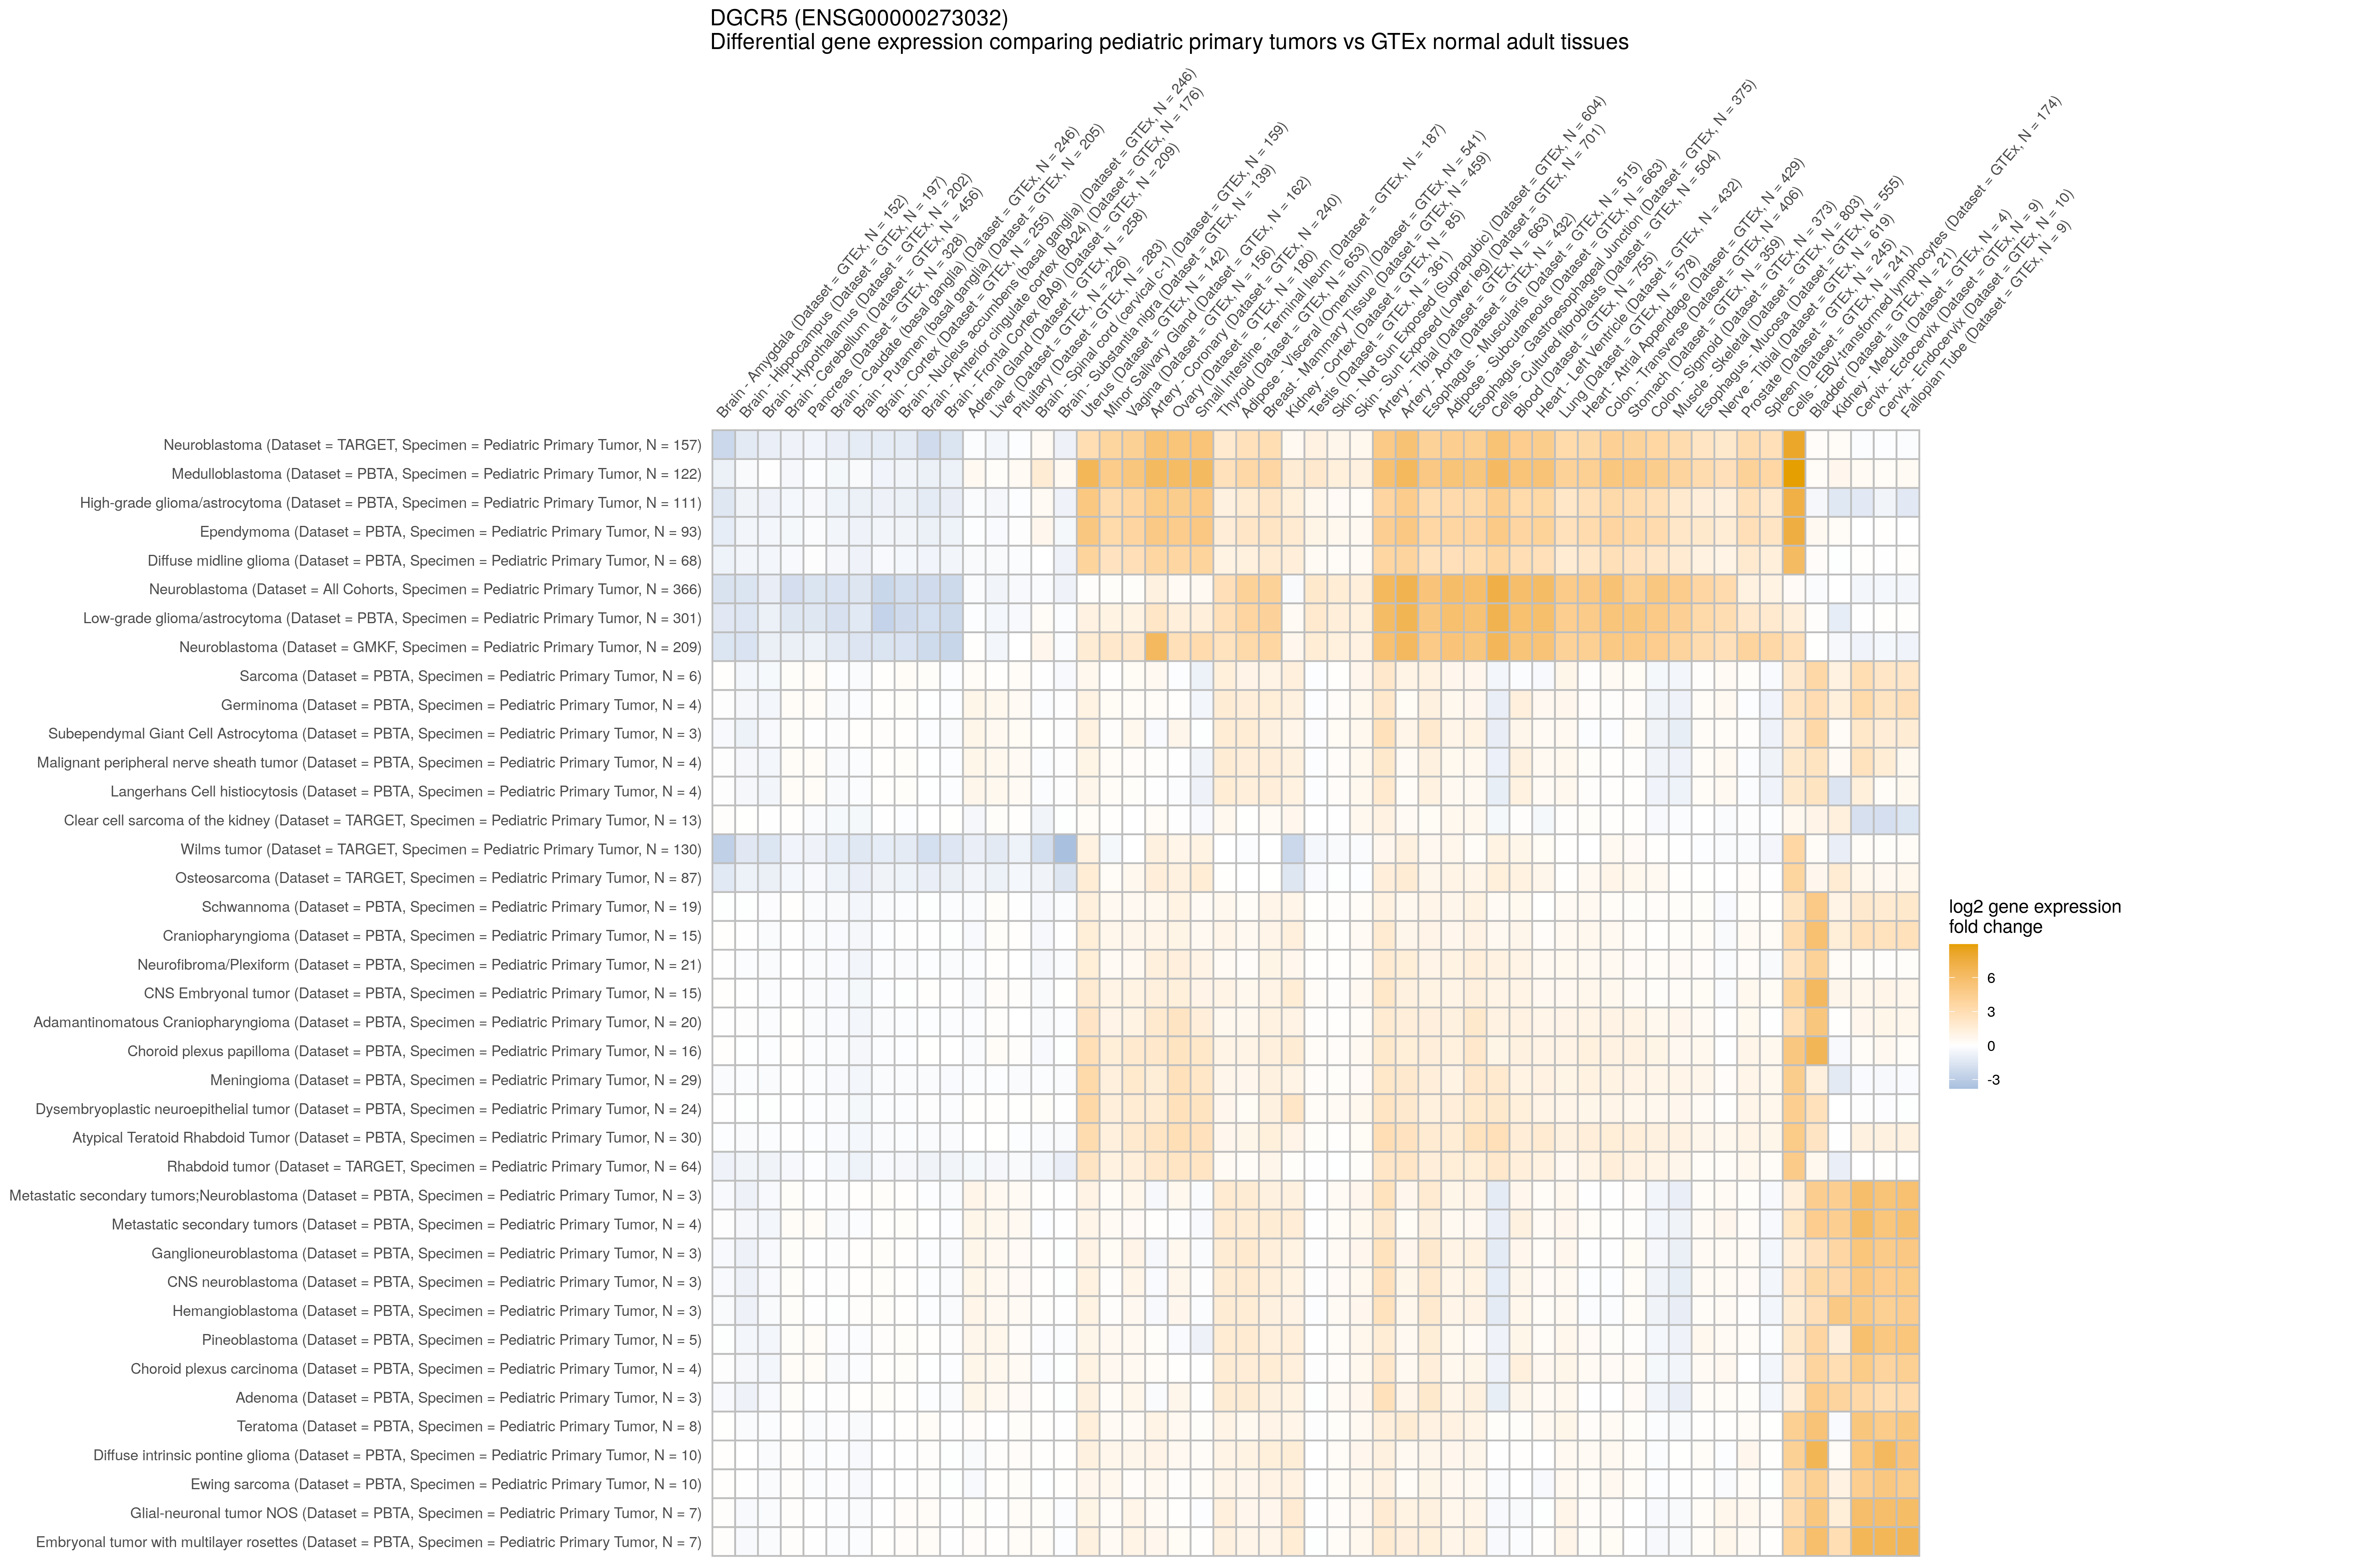 DGCR5 (ENSG00000273032)
Differential gene expression comparing pediatric primary tumors vs GTEx normal adult tissues
Brain - Amygdala (Dataset = GTEx, N = 152)
Brain - Hippocampus (Dataset = GTEx, N = 197)
Brain - Hypothalamus (Dataset = GTEx, N = 202)
Brain - Cerebellum (Dataset = GTEx, N = 456)
Pancreas (Dataset = GTEx, N = 328)
Brain - Caudate (basal ganglia) (Dataset = GTEx, N = 246)
Brain - Putamen (basal ganglia) (Dataset = GTEx, N = 205)
Brain - Cortex (Dataset = GTEx, N = 255)
Brain - Nucleus accumbens (basal ganglia) (Dataset = GTEx, N = 246)
Brain - Anterior cingulate cortex (BA24) (Dataset = GTEx, N = 176)
Brain - Frontal Cortex (BA9) (Dataset = GTEx, N = 209)
Adrenal Gland (Dataset = GTEx, N = 258)
Liver (Dataset = GTEx, N = 226)
Pituitary (Dataset = GTEx, N = 283)
Brain - Spinal cord (cervical c-1) (Dataset = GTEx, N = 159)
Brain - Substantia nigra (Dataset = GTEx, N = 139)
Uterus (Dataset = GTEx, N = 142)
Minor Salivary Gland (Dataset = GTEx, N = 162)
Vagina (Dataset = GTEx, N = 156)
Artery - Coronary (Dataset = GTEx, N = 240)
Ovary (Dataset = GTEx, N = 180)
Small Intestine - Terminal Ileum (Dataset = GTEx, N = 187)
Thyroid (Dataset = GTEx, N = 653)
Adipose - Visceral (Omentum) (Dataset = GTEx, N = 541)
Breast - Mammary Tissue (Dataset = GTEx, N = 459)
Kidney - Cortex (Dataset = GTEx, N = 85)
Testis (Dataset = GTEx, N = 361)
Skin - Not Sun Exposed (Suprapubic) (Dataset = GTEx, N = 604)
Skin - Sun Exposed (Lower leg) (Dataset = GTEx, N = 701)
Artery - Tibial (Dataset = GTEx, N = 663)
Artery - Aorta (Dataset = GTEx, N = 432)
Esophagus - Muscularis (Dataset = GTEx, N = 515)
Adipose - Subcutaneous (Dataset = GTEx, N = 663)
Esophagus - Gastroesophageal Junction (Dataset = GTEx, N = 375)
Cells - Cultured fibroblasts (Dataset = GTEx, N = 504)
Blood (Dataset = GTEx, N = 755)
Heart - Left Ventricle (Dataset = GTEx, N = 432)
Lung (Dataset = GTEx, N = 578)
Heart - Atrial Appendage (Dataset = GTEx, N = 429)
Colon - Transverse (Dataset = GTEx, N = 406)
Stomach (Dataset = GTEx, N = 359)
Colon - Sigmoid (Dataset = GTEx, N = 373)
Muscle - Skeletal (Dataset = GTEx, N = 803)
Esophagus - Mucosa (Dataset = GTEx, N = 555)
Nerve - Tibial (Dataset = GTEx, N = 619)
Prostate (Dataset = GTEx, N = 245)
Spleen (Dataset = GTEx, N = 241)
Cells - EBV-transformed lymphocytes (Dataset = GTEx, N = 174)
Bladder (Dataset = GTEx, N = 21)
Kidney - Medulla (Dataset = GTEx, N = 4)
Cervix - Ectocervix (Dataset = GTEx, N = 9)
Cervix - Endocervix (Dataset = GTEx, N = 10)
Fallopian Tube (Dataset = GTEx, N = 9)
Neuroblastoma (Dataset = TARGET, Specimen = Pediatric Primary Tumor, N = 157)
Medulloblastoma (Dataset = PBTA, Specimen = Pediatric Primary Tumor, N = 122)
High-grade glioma/astrocytoma (Dataset = PBTA, Specimen = Pediatric Primary Tumor, N = 111)
Ependymoma (Dataset = PBTA, Specimen = Pediatric Primary Tumor, N = 93)
Diffuse midline glioma (Dataset = PBTA, Specimen = Pediatric Primary Tumor, N = 68)
Neuroblastoma (Dataset = All Cohorts, Specimen = Pediatric Primary Tumor, N = 366)
Low-grade glioma/astrocytoma (Dataset = PBTA, Specimen = Pediatric Primary Tumor, N = 301)
Neuroblastoma (Dataset = GMKF, Specimen = Pediatric Primary Tumor, N = 209)
Sarcoma (Dataset = PBTA, Specimen = Pediatric Primary Tumor, N = 6)
Germinoma (Dataset = PBTA, Specimen = Pediatric Primary Tumor, N = 4)
Subependymal Giant Cell Astrocytoma (Dataset = PBTA, Specimen = Pediatric Primary Tumor, N = 3)
Malignant peripheral nerve sheath tumor (Dataset = PBTA, Specimen = Pediatric Primary Tumor, N = 4)
Langerhans Cell histiocytosis (Dataset = PBTA, Specimen = Pediatric Primary Tumor, N = 4)
Clear cell sarcoma of the kidney (Dataset = TARGET, Specimen = Pediatric Primary Tumor, N = 13)
Wilms tumor (Dataset = TARGET, Specimen = Pediatric Primary Tumor, N = 130)
Osteosarcoma (Dataset = TARGET, Specimen = Pediatric Primary Tumor, N = 87)
Schwannoma (Dataset = PBTA, Specimen = Pediatric Primary Tumor, N = 19)
Craniopharyngioma (Dataset = PBTA, Specimen = Pediatric Primary Tumor, N = 15)
Neurofibroma/Plexiform (Dataset = PBTA, Specimen = Pediatric Primary Tumor, N = 21)
CNS Embryonal tumor (Dataset = PBTA, Specimen = Pediatric Primary Tumor, N = 15)
Adamantinomatous Craniopharyngioma (Dataset = PBTA, Specimen = Pediatric Primary Tumor, N = 20)
Choroid plexus papilloma (Dataset = PBTA, Specimen = Pediatric Primary Tumor, N = 16)
Meningioma (Dataset = PBTA, Specimen = Pediatric Primary Tumor, N = 29)
Dysembryoplastic neuroepithelial tumor (Dataset = PBTA, Specimen = Pediatric Primary Tumor, N = 24)
Atypical Teratoid Rhabdoid Tumor (Dataset = PBTA, Specimen = Pediatric Primary Tumor, N = 30)
Rhabdoid tumor (Dataset = TARGET, Specimen = Pediatric Primary Tumor, N = 64)
Metastatic secondary tumors;Neuroblastoma (Dataset = PBTA, Specimen = Pediatric Primary Tumor, N = 3)
Metastatic secondary tumors (Dataset = PBTA, Specimen = Pediatric Primary Tumor, N = 4)
Ganglioneuroblastoma (Dataset = PBTA, Specimen = Pediatric Primary Tumor, N = 3)
CNS neuroblastoma (Dataset = PBTA, Specimen = Pediatric Primary Tumor, N = 3)
Hemangioblastoma (Dataset = PBTA, Specimen = Pediatric Primary Tumor, N = 3)
Pineoblastoma (Dataset = PBTA, Specimen = Pediatric Primary Tumor, N = 5)
Choroid plexus carcinoma (Dataset = PBTA, Specimen = Pediatric Primary Tumor, N = 4)
Adenoma (Dataset = PBTA, Specimen = Pediatric Primary Tumor, N = 3)
Teratoma (Dataset = PBTA, Specimen = Pediatric Primary Tumor, N = 8)
Diffuse intrinsic pontine glioma (Dataset = PBTA, Specimen = Pediatric Primary Tumor, N = 10)
Ewing sarcoma (Dataset = PBTA, Specimen = Pediatric Primary Tumor, N = 10)
Glial-neuronal tumor NOS (Dataset = PBTA, Specimen = Pediatric Primary Tumor, N = 7)
Embryonal tumor with multilayer rosettes (Dataset = PBTA, Specimen = Pediatric Primary Tumor, N = 7)
log2 gene expression
fold change
6
3
0
-3